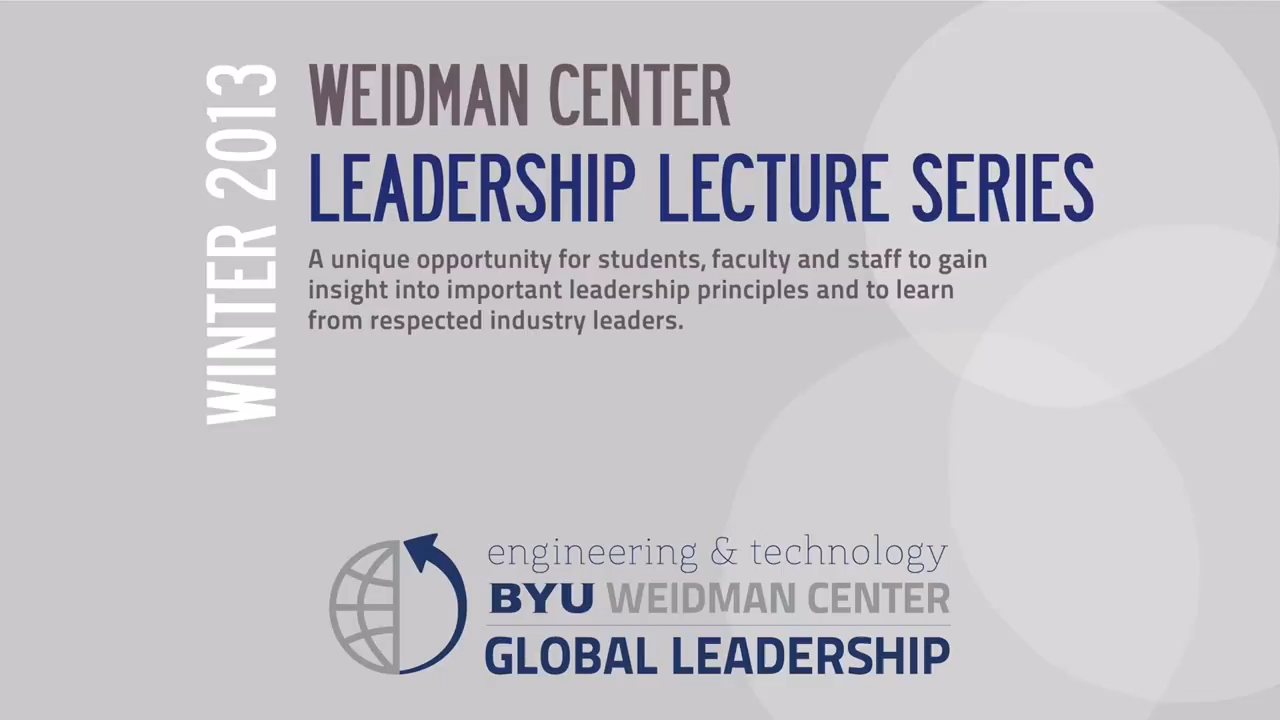 WINTER 2013
WEIDMAN CENTER
LEADERSHIP LECTURE SERIES
A unique opportunity for students, faculty and staff to gain
insight into important leadership principles and to learn
from respected industry leaders.
engineering & technology
BYU WEIDMAN CENTER
GLOBAL LEADERSHIP